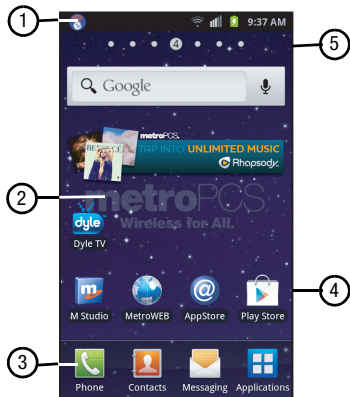 1
9:37 AM
4
5
Google
metroPCS.
TAP INTO UNLIMITED MUSIC
BEYONCÉ
Rhapsody.
2
metroPCS.
Wireless for All.
dyle
Dyle TV
4
M Studio MetroWEB AppStore Play Store
3
Phone Contacts Messaging Applications